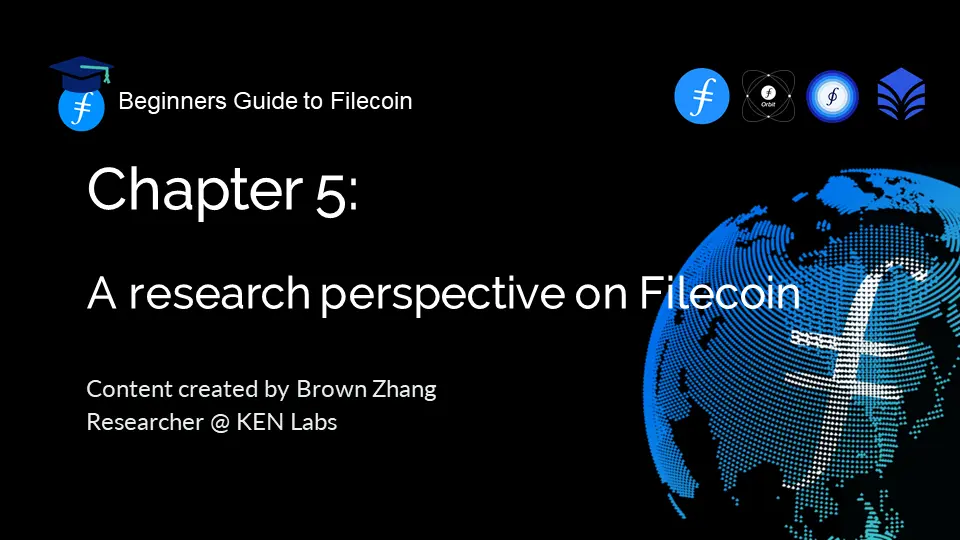 Beginners Guide to Filecoin
Orbit
Chapter 5:
A research perspective on Filecoin
Content created by Brown Zhang
Researcher @ KEN Labs